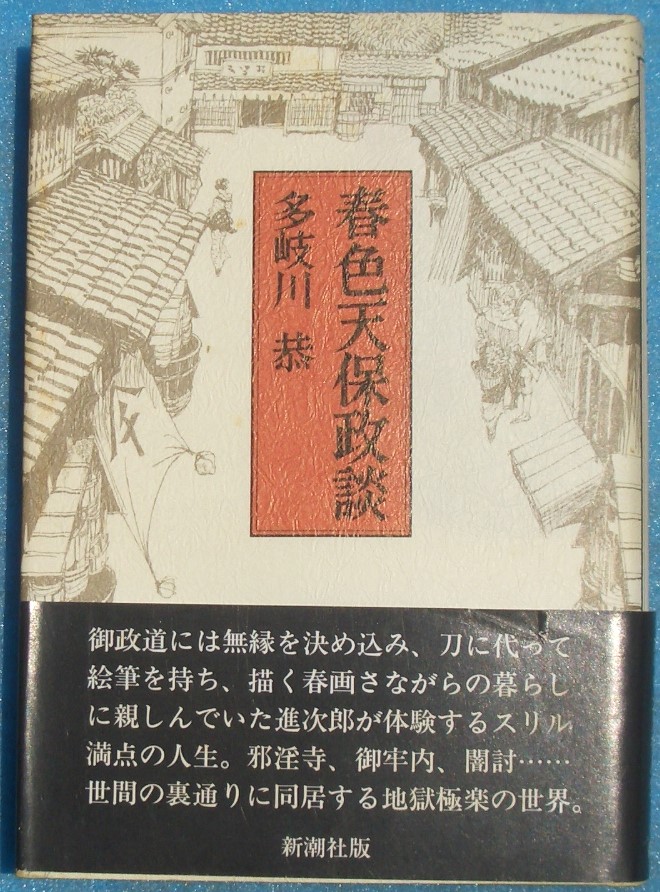 春色天保政談
多岐川 恭
御政道には無縁を決め込み、刀に代って
絵筆を持ち、描く春画さながらの暮らし
に親しんでいた進次郎が体験するスリル
満点の人生。邪淫寺、御牢内、闇討……
世間の裏通りに同居する地獄極楽の世界。
新潮社版